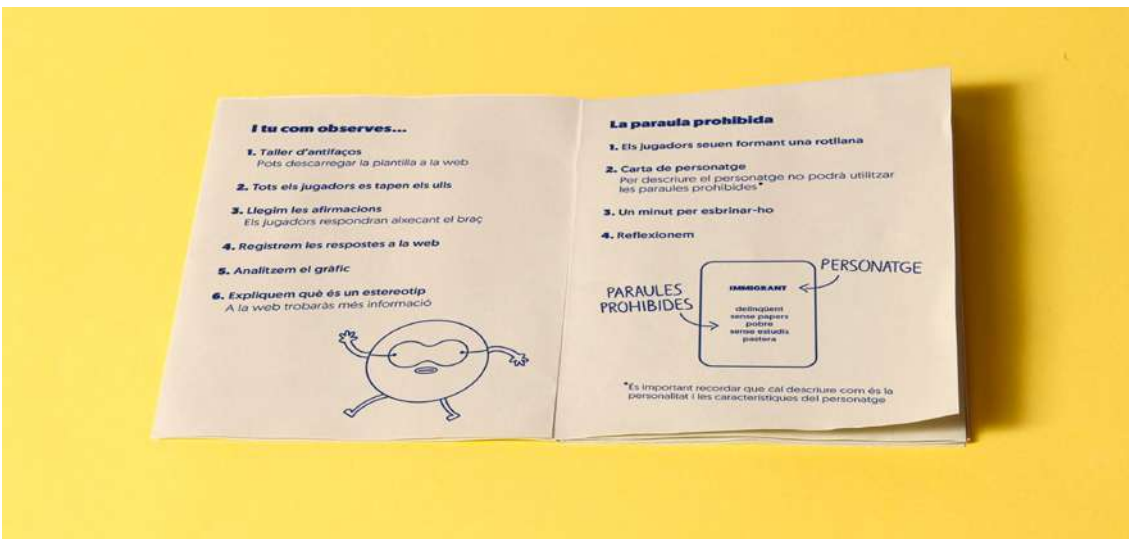 I tu com observes...
1. Taller d'antifaços
Pots descarregar la plantilla a la web
2. Tots els jugadors es tapen els ulls
3. Llegim les afirmacions
Els jugadors respondran aixecant el braç
4. Registrem les respostes a la web
5. Analitzem el gràfic
6. Expliquem què és un estereotip
A la web trobaràs més informació
La paraula prohibida
1. Els jugadors seuen formant una rotllana
2. Carta de personatge
Per descriure el personatge no podrà utilitzar
les paraules prohibides*
3. Un minut per esbrinar-ho
4. Reflexionem
PERSONATGE
PARAULES
PROHIBIDES
IMMIGRANT
delinqüent
sense papers
pobre
sense estudis
pastera
*És important recordar que cal descriure com és la
personalitat i les característiques del personatge